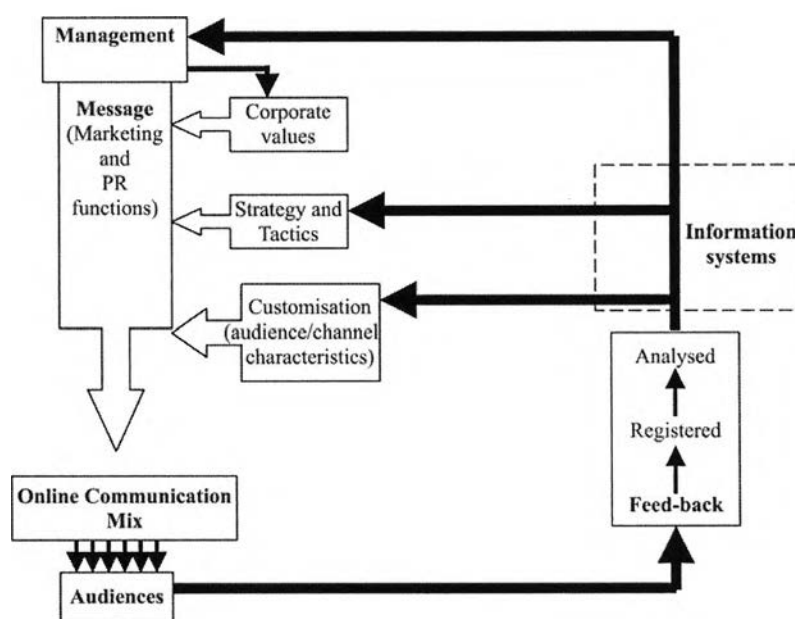 Management
Message
(Marketing
and
PR
functions)
Corporate
values
Strategy and
Tactics
Customisation
(audience/channel
characteristics)
Information
systems
Analysed
Registered
Feed-back
Online Communication
Mix
Audiences